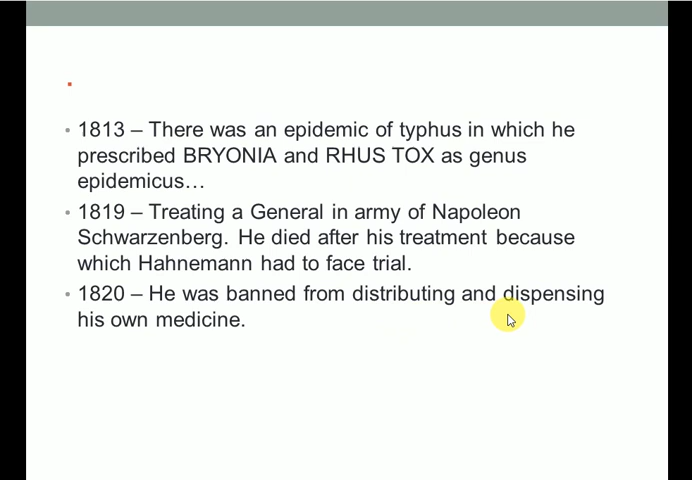 1813 – There was an epidemic of typhus in which he
prescribed BRYONIA and RHUS TOX as genus
epidemicus…
1819 – Treating a General in army of Napoleon
Schwarzenberg. He died after his treatment because
which Hahnemann had to face trial.
1820 – He was banned from distributing and dispensing
his own medicine.